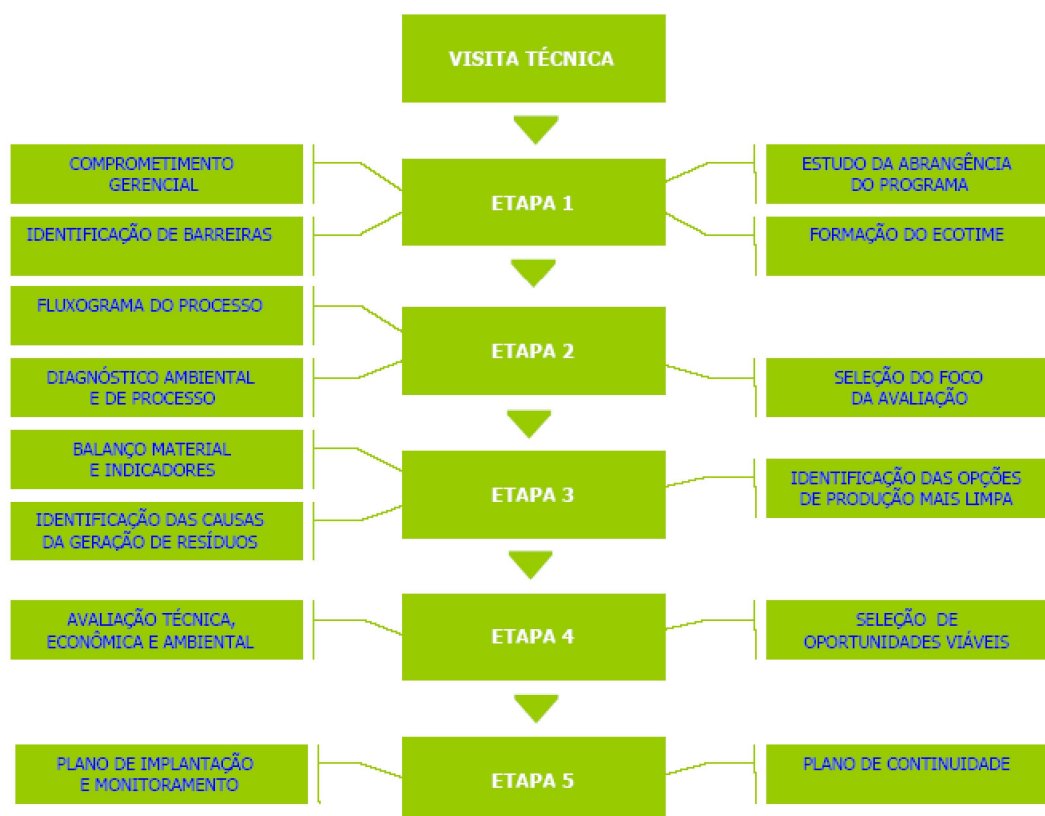 VISITA TÉCNICA
COMPROMETIMENTO
GERENCIAL
IDENTIFICAÇÃO DE BARREIRAS
ETAPA 1
ESTUDO DA ABRANGÊNCIA
DO PROGRAMA
FORMAÇÃO DO ECOTIME
FLUXOGRAMA DO PROCESSO
DIAGNÓSTICO AMBIENTAL
E DE PROCESSO
ETAPA 2
SELEÇÃO DO FOCO
DA AVALIAÇÃO
BALANÇO MATERIAL
E INDICADORES
IDENTIFICAÇÃO DAS CAUSAS
DA GERAÇÃO DE RESÍDUOS
ETAPA 3
IDENTIFICAÇÃO DAS OPÇÕES
DE PRODUÇÃO MAIS LIMPA
AVALIAÇÃO TÉCNICA,
ECONÔMICA E AMBIENTAL
ETAPA 4
SELEÇÃO DE
OPORTUNIDADES VIÁVEIS
PLANO DE IMPLANTAÇÃO
E MONITORAMENTO
ETAPA 5
PLANO DE CONTINUIDADE